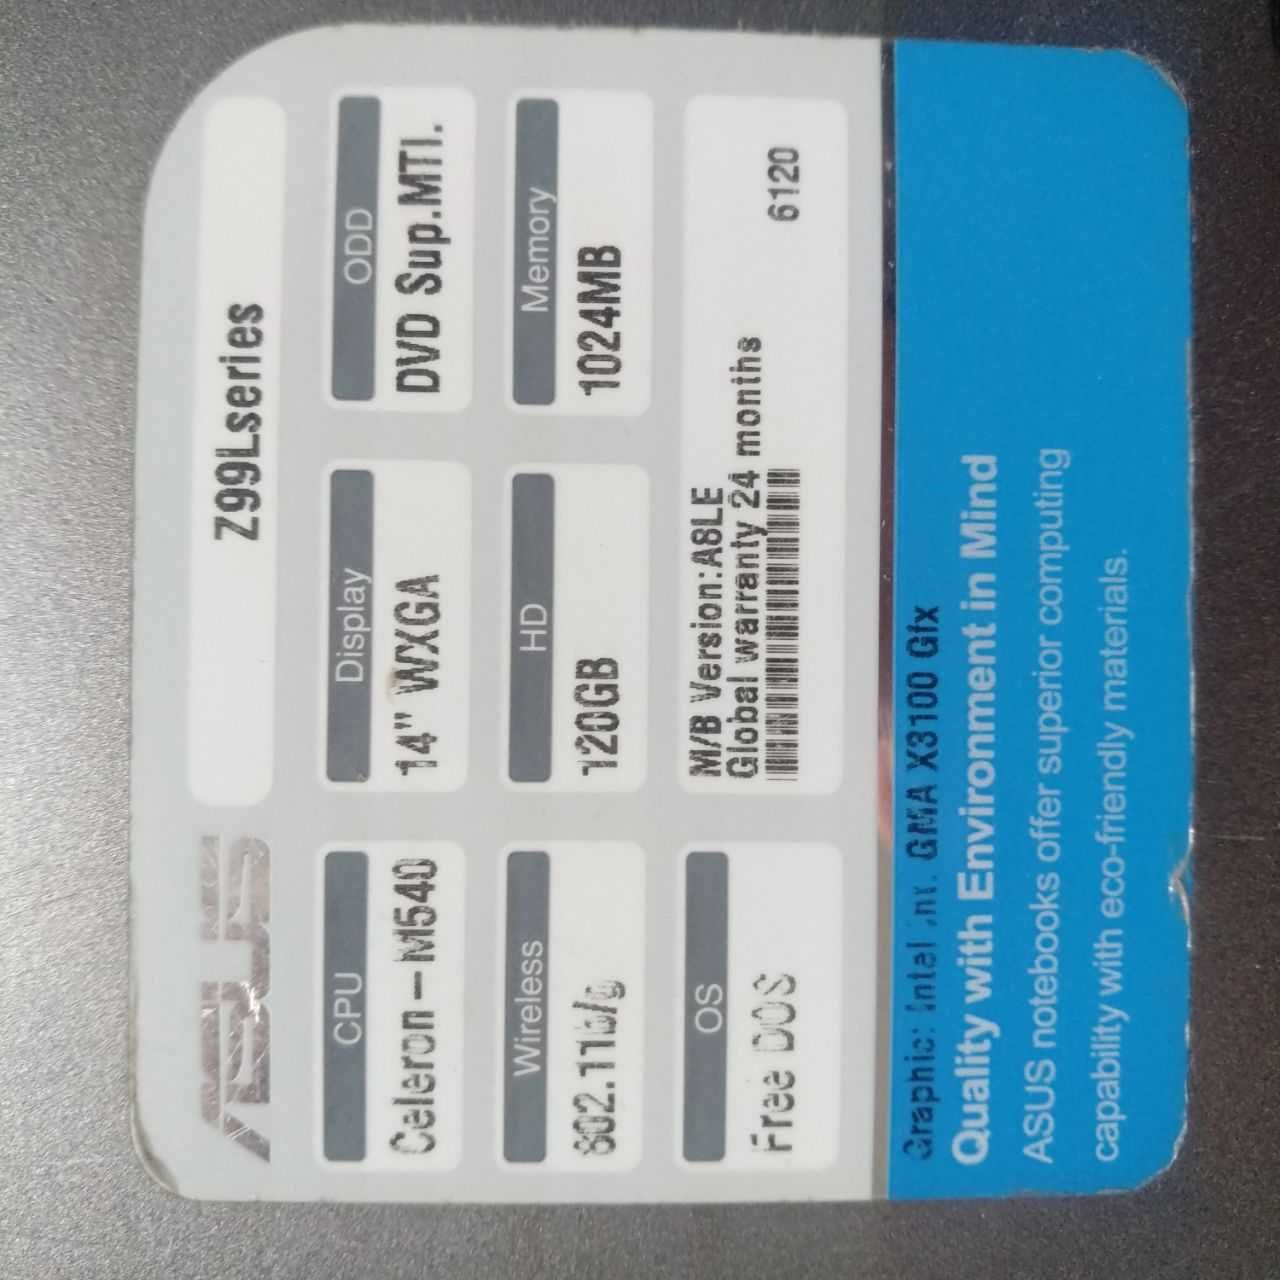 ASUS
Z99Lseries
CPU
Celeron-M540
Display
14" WXGA
ODD
DVD Sup.MTI.
Wireless
802.11b/g
HD
120GB
Memory
1024MB
OS
Free DOS
M/B Version:A8LE
Global warranty 24 months
6120
Graphic: Intel Int. GMA X3100 Gfx
Quality with Environment in Mind
ASUS notebooks offer superior computing
capability with eco-friendly materials.